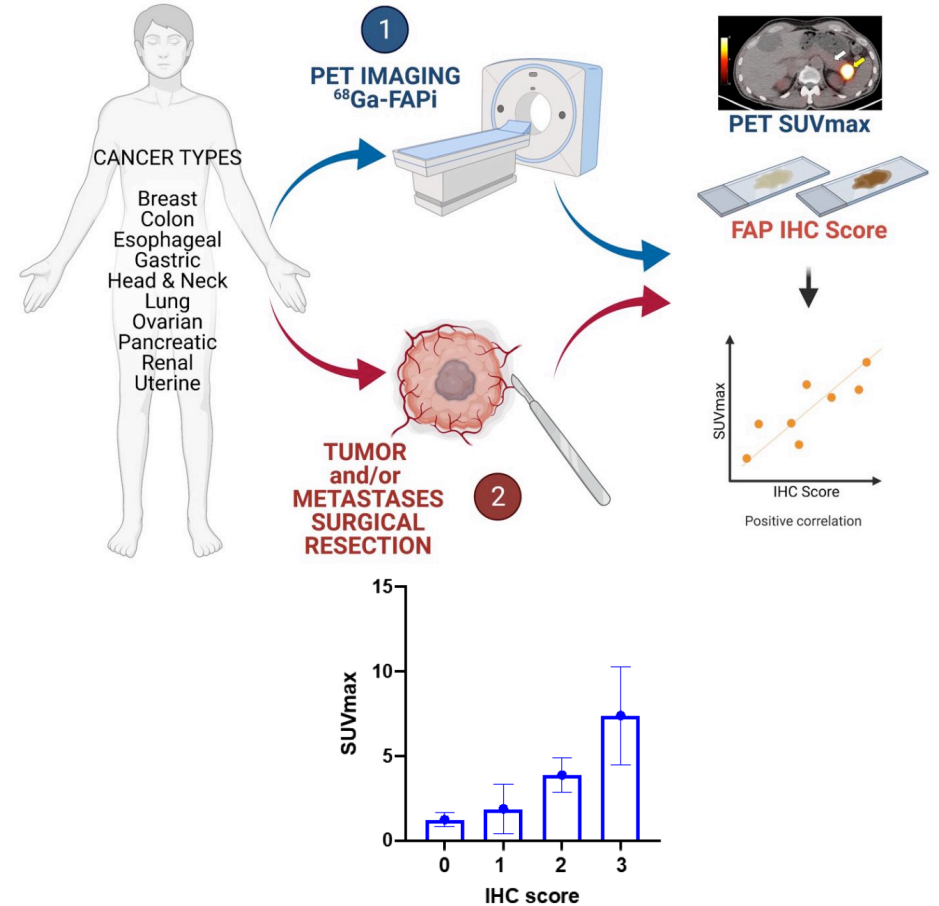 1
PET IMAGING
⁶⁸Ga-FAPi
PET SUVmax
FAP IHC Score
CANCER TYPES
Breast
Colon
Esophageal
Gastric
Head & Neck
Lung
Ovarian
Pancreatic
Renal
Uterine
TUMOR
and/or
METASTASES
SURGICAL
RESECTION
2
SUVmax
IHC Score
Positive correlation
15
10
5
0
SUVmax
0 1 2 3
IHC score